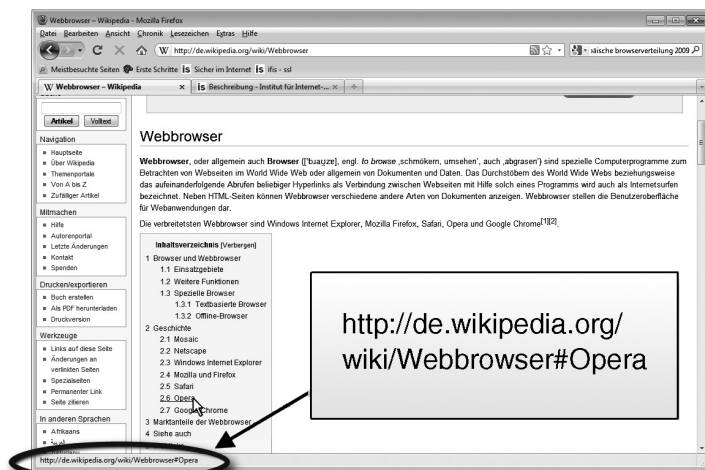 Webbrowser – Wikipedia - Mozilla Firefox
Datei Bearbeiten Ansicht Chronik Lesezeichen Extras Hilfe
http://de.wikipedia.org/wiki/Webbrowser
äische browserverteilung 2009
Meistbesuchte Seiten Erste Schritte Sicher im Internet ifis - ssl
Webbrowser – Wikipedia
Beschreibung - Institut für Internet-...
Artikel Volltext
Navigation
Hauptseite
Über Wikipedia
Themenportale
Von A bis Z
Zufälliger Artikel
Mitmachen
Hilfe
Autorenportal
Letzte Änderungen
Kontakt
Spenden
Drucken/exportieren
Buch erstellen
Als PDF herunterladen
Druckversion
Werkzeuge
Links auf diese Seite
Änderungen an
verlinkten Seiten
Spezialseiten
Permanenter Link
Seite zitieren
In anderen Sprachen
Afrikaans
Webbrowser
Webbrowser, oder allgemein auch Browser ([ˈbɹaʊ̯zɐ], engl. to browse ‚schmökern, umsehen‘, auch ‚abgrasen‘) sind spezielle Computerprogramme zum
Betrachten von Webseiten im World Wide Web oder allgemein von Dokumenten und Daten. Das Durchstöbern des World Wide Webs beziehungsweise
das aufeinanderfolgende Abrufen beliebiger Hyperlinks als Verbindung zwischen Webseiten mit Hilfe solch eines Programms wird auch als Internetsurfen
bezeichnet. Neben HTML-Seiten können Webbrowser verschiedene andere Arten von Dokumenten anzeigen. Webbrowser stellen die Benutzeroberfläche
für Webanwendungen dar.
Die verbreitetsten Webbrowser sind Windows Internet Explorer, Mozilla Firefox, Safari, Opera und Google Chrome[1][2].
Inhaltsverzeichnis [Verbergen]
1 Browser und Webbrowser
1.1 Einsatzgebiete
1.2 Weitere Funktionen
1.3 Spezielle Browser
1.3.1 Textbasierte Browser
1.3.2 Offline-Browser
2 Geschichte
2.1 Mosaic
2.2 Netscape
2.3 Windows Internet Explorer
2.4 Mozilla und Firefox
2.5 Safari
2.6 Opera
2.7 Google Chrome
3 Marktanteile der Webbrowser
4 Siehe auch
http://de.wikipedia.org/
wiki/Webbrowser#Opera
http://de.wikipedia.org/wiki/Webbrowser#Opera